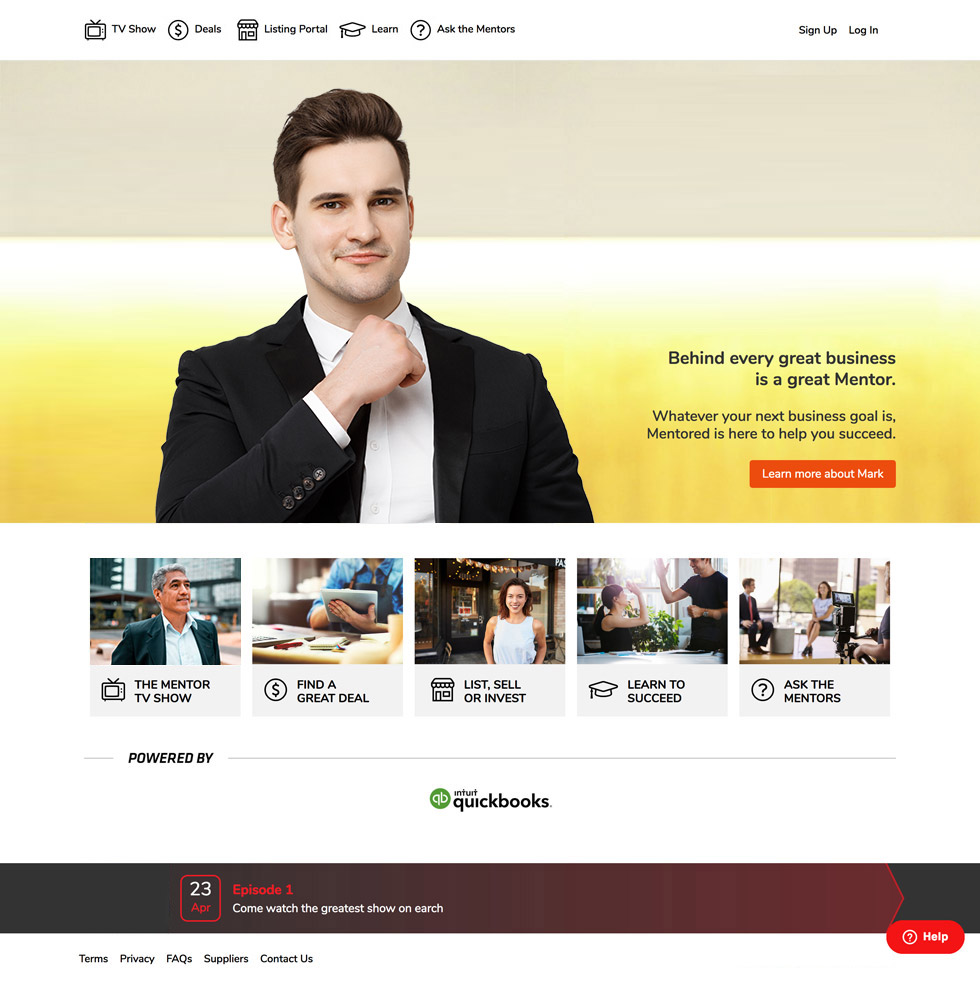 TV Show
Deals
Listing Portal
Learn
Ask the Mentors
Sign Up
Log In
Behind every great business
is a great Mentor.
Whatever your next business goal is,
Mentored is here to help you succeed.
Learn more about Mark
PAS
THE MENTOR
TV SHOW
FIND A
GREAT DEAL
LIST, SELL
OR INVEST
LEARN TO
SUCCEED
ASK THE
MENTORS
POWERED BY
qb
intuit
quickbooks.
23
Apr
Episode 1
Come watch the greatest show on earch
Help
Terms
Privacy
FAQs
Suppliers
Contact Us